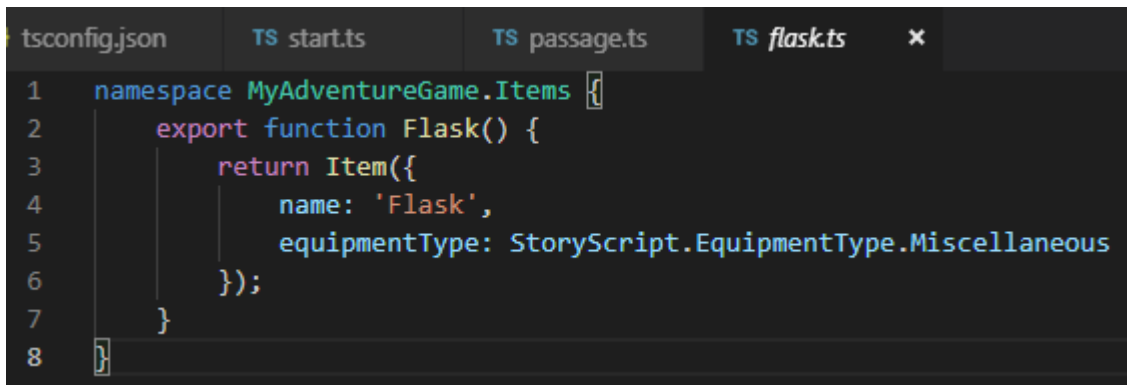 tsconfig.json TS start.ts TS passage.ts TS flask.ts ×
1 namespace MyAdventureGame.Items {
2 export function Flask() {
3 return Item({
4 name: 'Flask',
5 equipmentType: StoryScript.EquipmentType.Miscellaneous
6 });
7 }
8 }